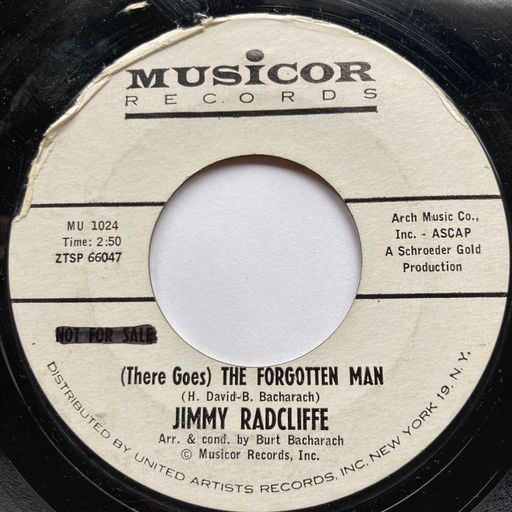 MUSICOR
RECORDS
MU 1024
Time: 2:50
ZTSP 66047
Arch Music Co.,
Inc. - ASCAP
A Schroeder Gold
Production
NOT FOR SALE
(There Goes) THE FORGOTTEN MAN
(H. David-B. Bacharach)
JIMMY RADCLIFFE
Arr. & cond. by Burt Bacharach
© Musicor Records, Inc.
DISTRIBUTED BY UNITED ARTISTS RECORDS, INC. NEW YORK 19, N.Y.